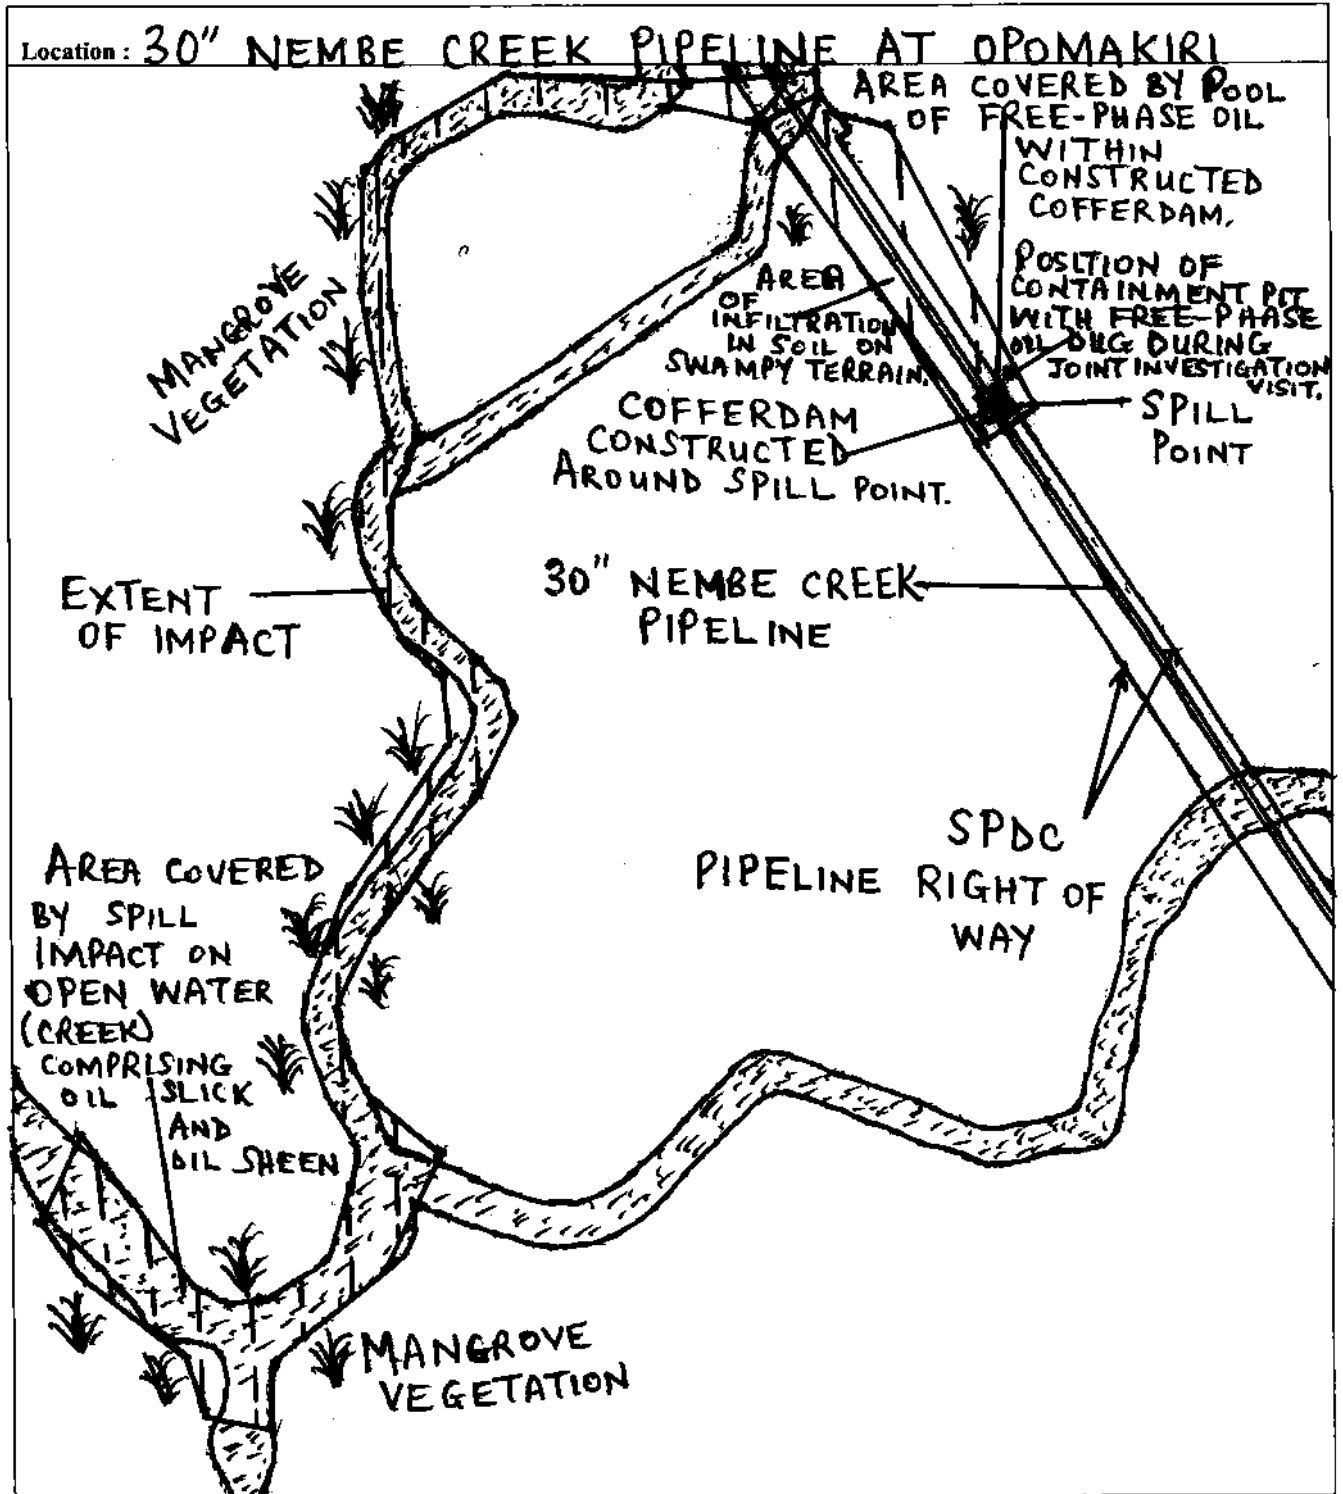 Location : 30" NEMBE CREEK PIPELINE AT OPOMAKIRI
AREA COVERED BY POOL
OF FREE-PHASE OIL
WITHIN
CONSTRUCTED
COFFERDAM.
POSITION OF
CONTAINMENT PIT
WITH FREE-PHASE
OIL DUG DURING
JOINT INVESTIGATION
VISIT.
AREA
OF
INFILTRATION
IN SOIL ON
SWAMPY TERRAIN.
MANGROVE
VEGETATION
COFFERDAM
CONSTRUCTED
AROUND SPILL POINT.
SPILL
POINT
EXTENT
OF IMPACT
30" NEMBE CREEK
PIPELINE
SPDC
PIPELINE RIGHT OF
WAY
AREA COVERED
BY SPILL
IMPACT ON
OPEN WATER
(CREEK)
COMPRISING
OIL SLICK
AND
OIL SHEEN
MANGROVE
VEGETATION